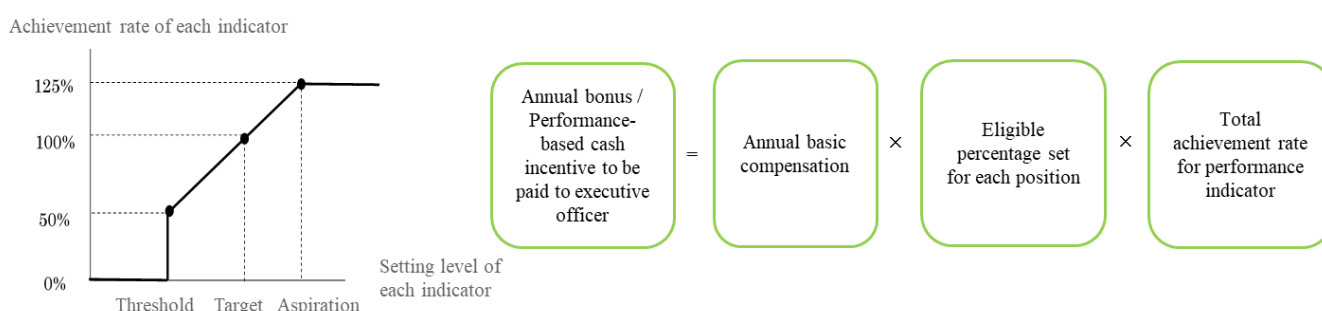 Achievement rate of each indicator
125%
100%
50%
0%
Threshold
Target
Aspiration
Setting level of
each indicator
Annual bonus /
Performance-
based cash
incentive to be
paid to executive
officer
=
Annual basic
compensation
×
Eligible
percentage set
for each position
×
Total
achievement rate
for performance
indicator